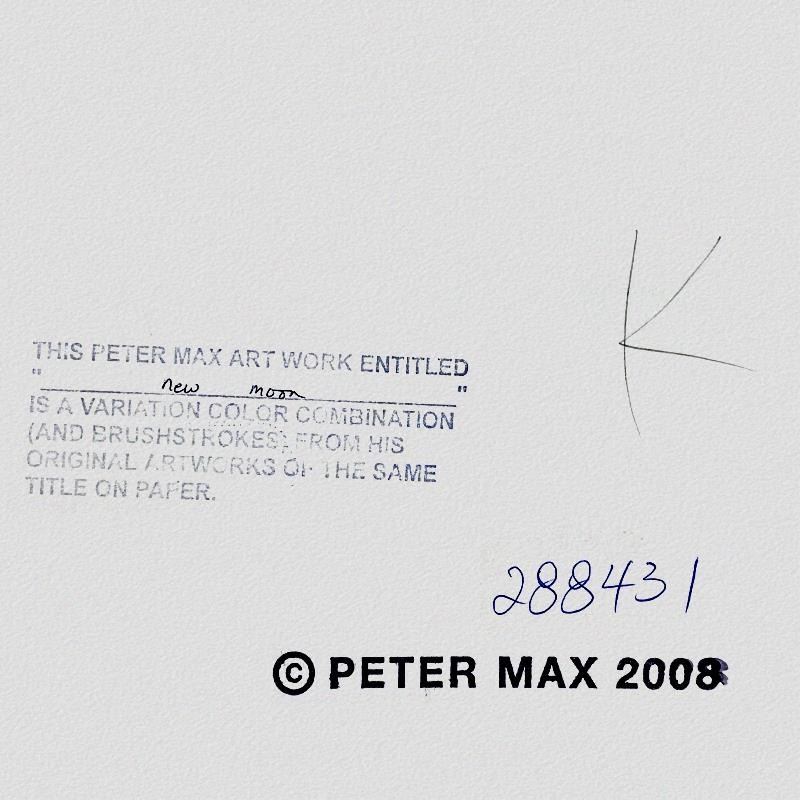 K
THIS PETER MAX ART WORK ENTITLED
" new moon "
IS A VARIATION COLOR COMBINATION
(AND BRUSHSTROKES), FROM HIS
ORIGINAL ARTWORKS OF THE SAME
TITLE ON PAPER.
288431
© PETER MAX 2008